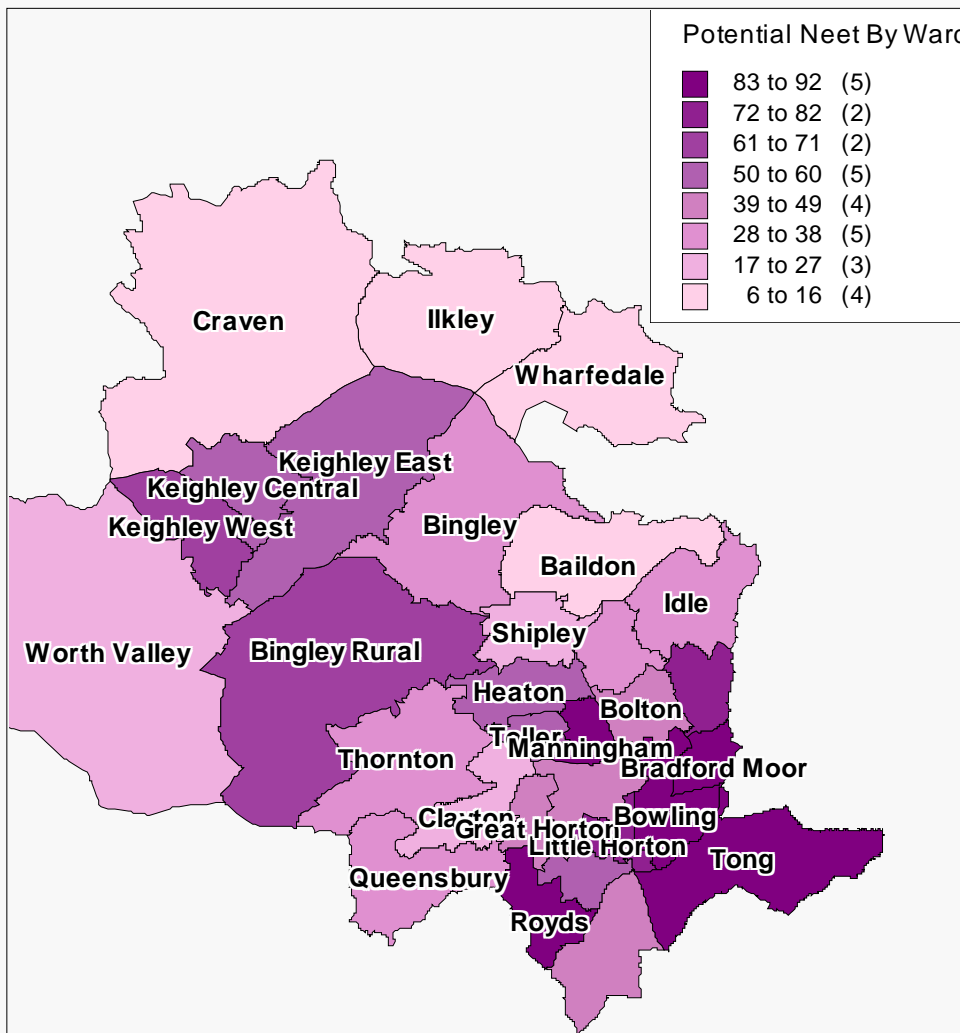 Potential Neet By Ward
83 to 92 (5)
72 to 82 (2)
61 to 71 (2)
50 to 60 (5)
39 to 49 (4)
28 to 38 (5)
17 to 27 (3)
6 to 16 (4)
Craven
Ilkley
Wharfedale
Keighley East
Keighley Central
Keighley West
Bingley
Baildon
Idle
Shipley
Worth Valley
Bingley Rural
Heaton
Bolton
Toller
Manningham
Thornton
Bradford Moor
Clayton
Bowling
Great Horton
Little Horton
Tong
Queensbury
Royds